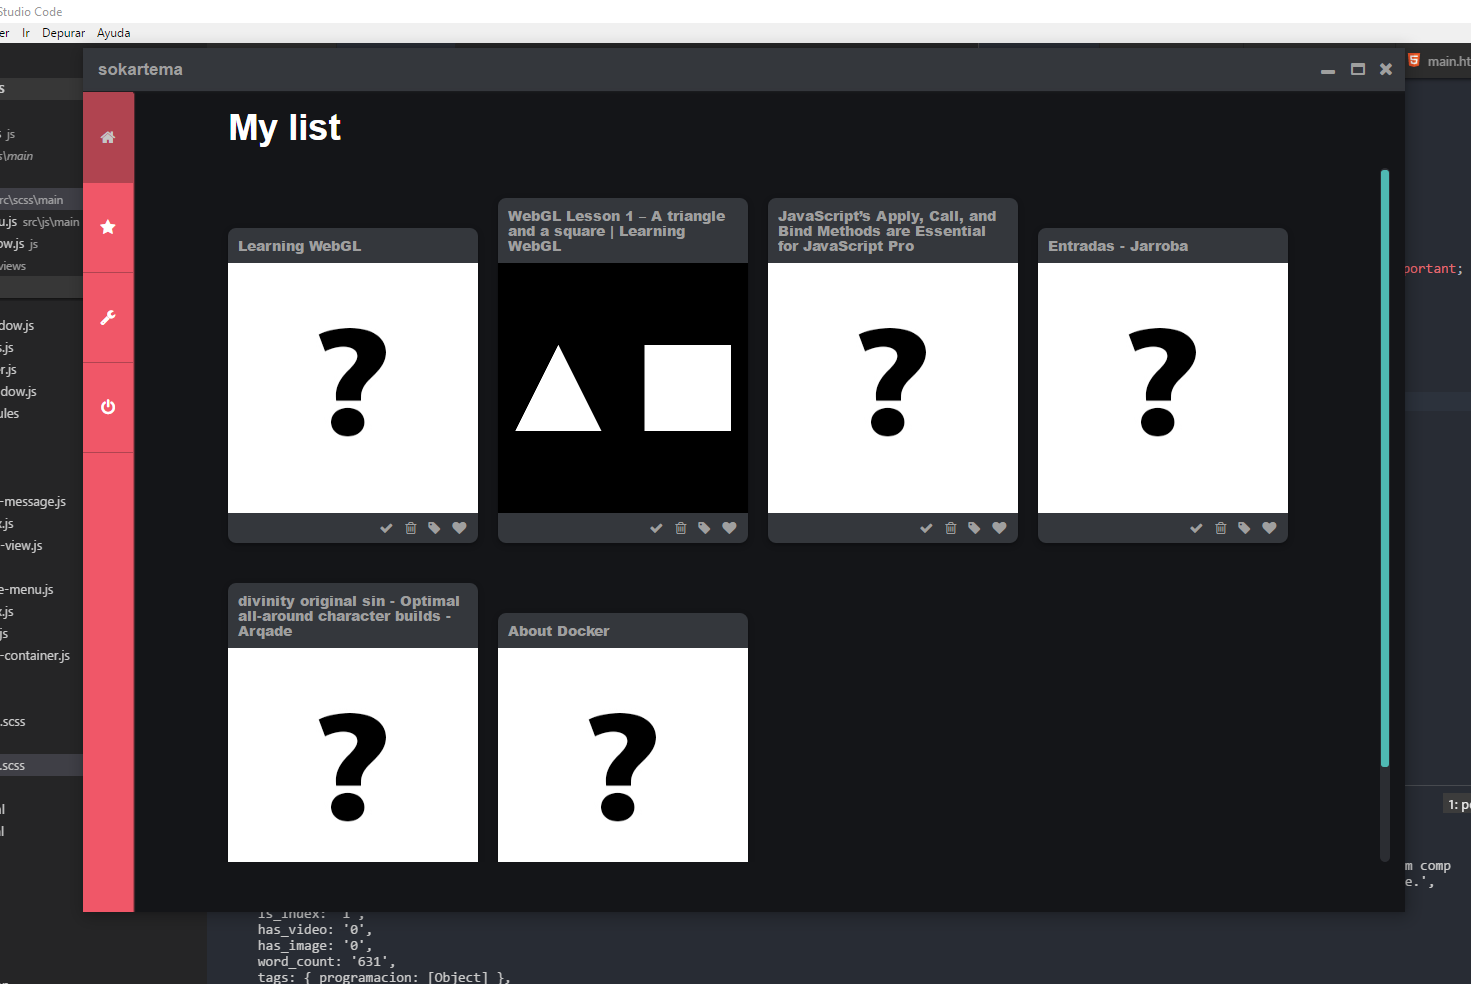 Studio Code
er Ir Depurar Ayuda
sokartema
main.ht
My list
s js
s\main
rc\scss\main
u.js src\js\main
ow.js js
views
dow.js
s.js
r.js
dow.js
ules
-message.js
x.js
-view.js
e-menu.js
x.js
js
-container.js
.scss
.scss
Learning WebGL
WebGL Lesson 1 – A triangle
and a square | Learning
WebGL
JavaScript’s Apply, Call, and
Bind Methods are Essential
for JavaScript Pro
Entradas - Jarroba
portant;
?
?
?
divinity original sin - Optimal
all-around character builds -
Arqade
About Docker
?
?
1: po
m comp
e.',
is_index: '1',
has_video: '0',
has_image: '0',
word_count: '631',
tags: { programacion: [Object] },